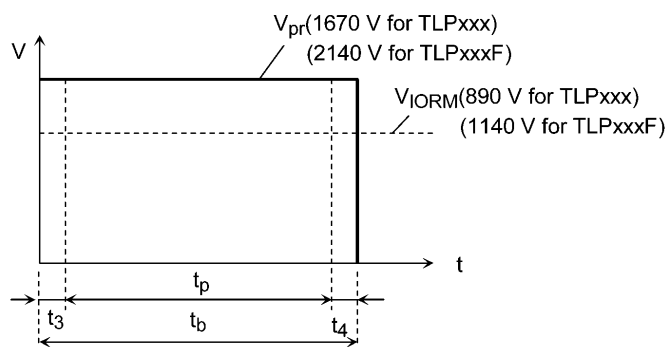 Vpr(1670 V for TLPxxx)
(2140 V for TLPxxxF)
V
VIORM(890 V for TLPxxx)
(1140 V for TLPxxxF)
t
tp
t3
t4
tb